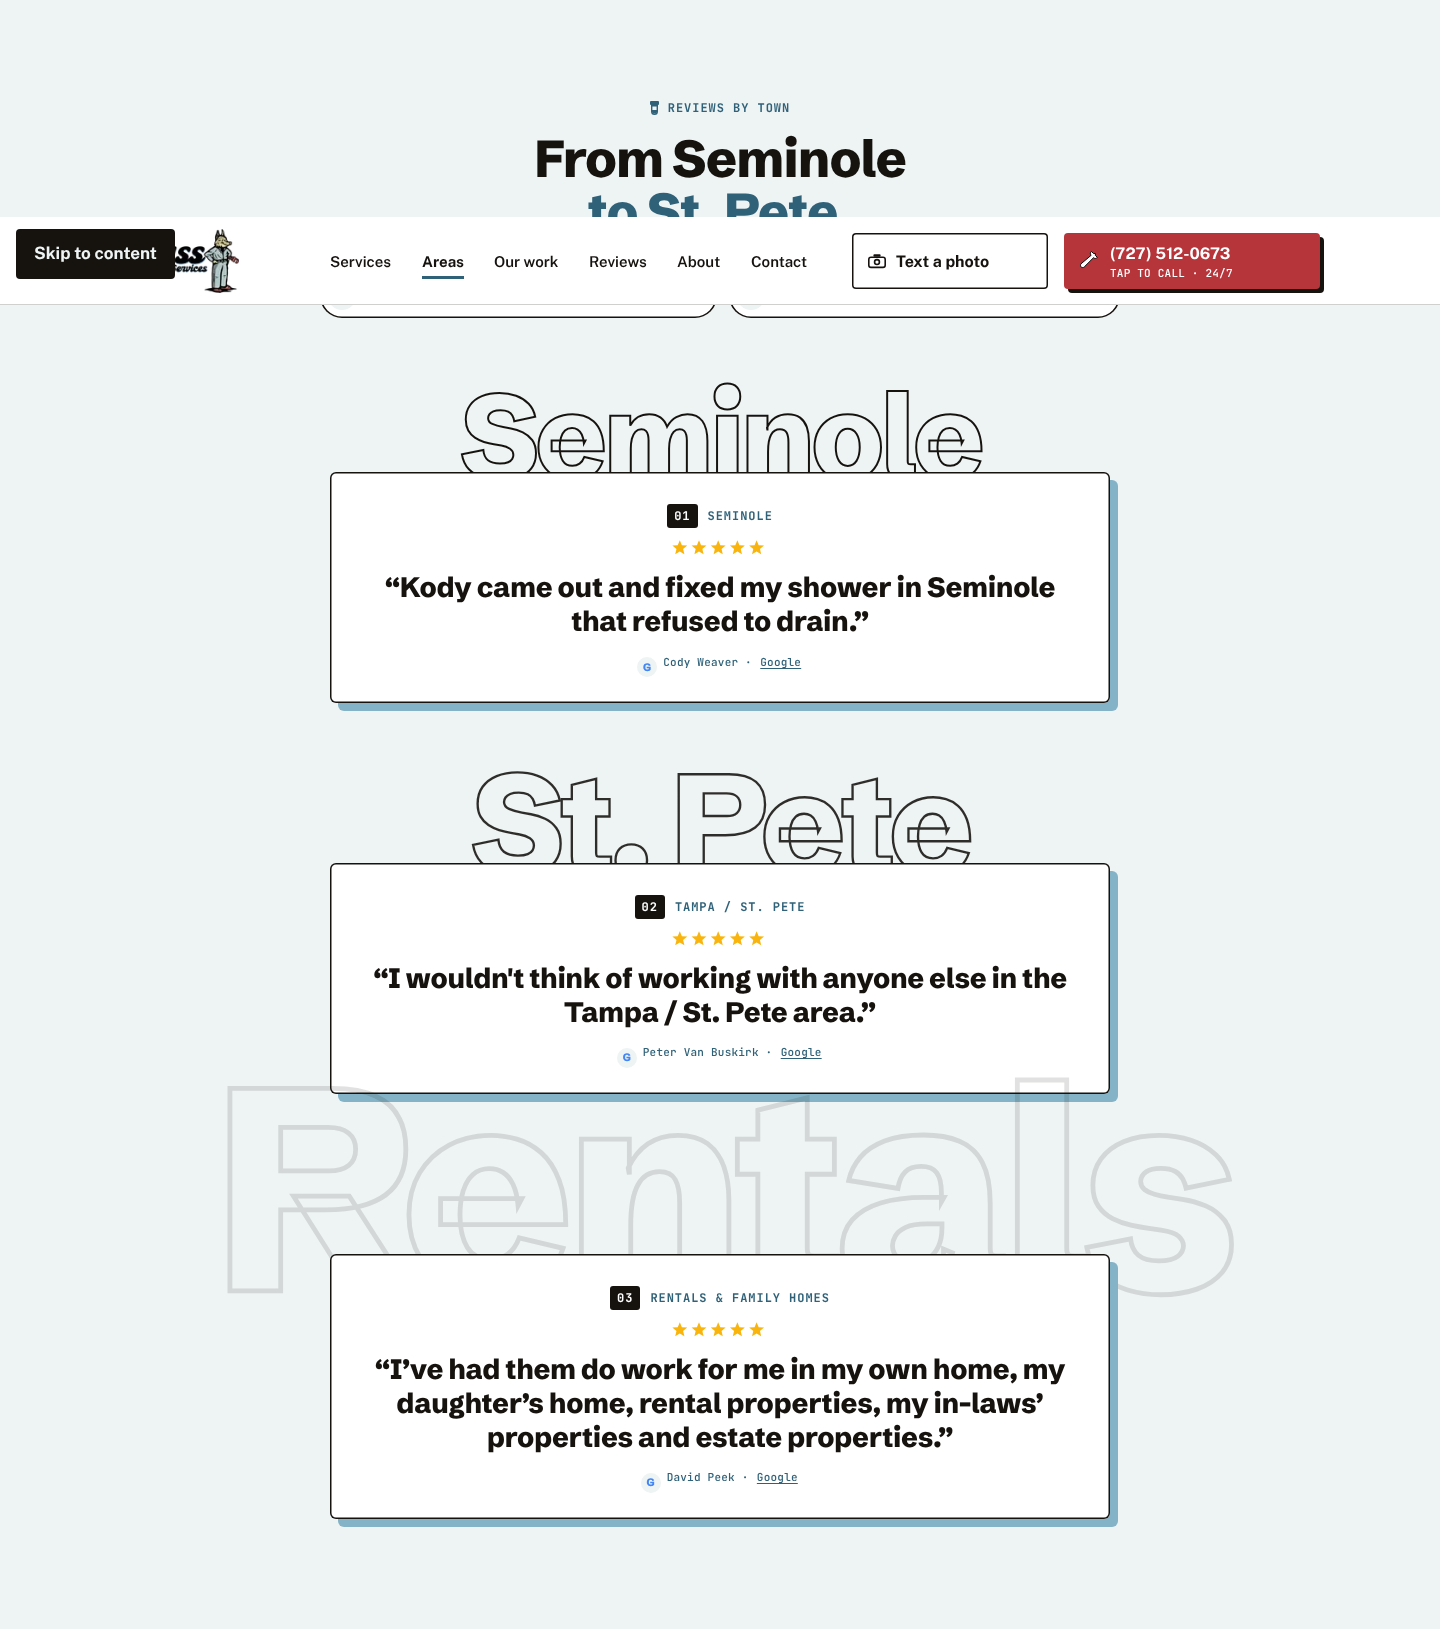 REVIEWS BY TOWN
From Seminole
to St. Pete
Skip to content
Services
Services
Areas
Our work
Reviews
About
Contact
Text a photo
(727) 512-0673
TAP TO CALL · 24/7
Seminole
01 SEMINOLE
“Kody came out and fixed my shower in Seminole
that refused to drain.”
G Cody Weaver · Google
St. Pete
02 TAMPA / ST. PETE
“I wouldn't think of working with anyone else in the
Tampa / St. Pete area.”
G Peter Van Buskirk · Google
Rentals
03 RENTALS & FAMILY HOMES
“I’ve had them do work for me in my own home, my
daughter’s home, rental properties, my in-laws’
properties and estate properties.”
G David Peek · Google